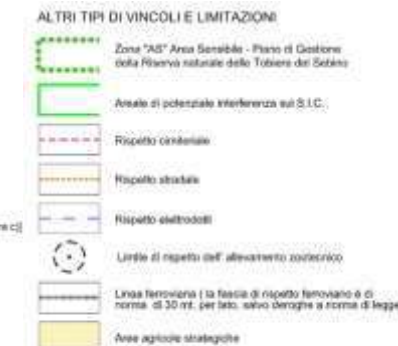 ALTRI TIPI DI VINCOLI E LIMITAZIONI
Zona "AS" Area Sensibile - Piano di Gestione
della Riserva naturale delle Torbiere del Sebino
Areale di potenziale interferenza sul S.I.C.
Rispetto cimiteriale
Rispetto stradale
Rispetto elettrodotti
c)]
Limite di rispetto dell' allevamento zootecnico
Linea ferroviaria ( la fascia di rispetto ferroviario è di
norma di 30 mt. per lato, salvo deroghe a norma di legge
Aree agricole strategiche